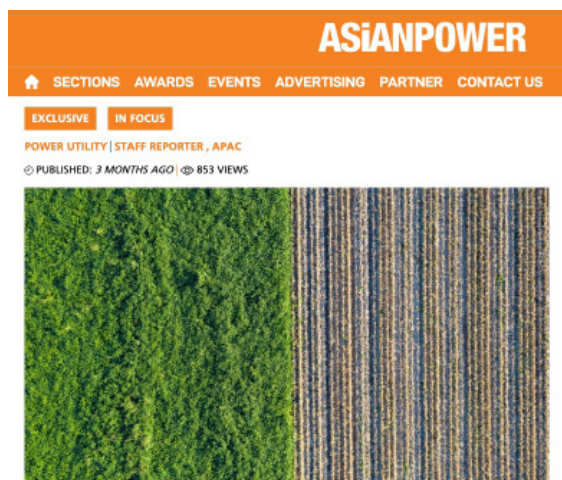 ASiANPOWER
SECTIONS AWARDS EVENTS ADVERTISING PARTNER CONTACT US
EXCLUSIVE IN FOCUS
POWER UTILITY | STAFF REPORTER , APAC
PUBLISHED: 3 MONTHS AGO | 853 VIEWS